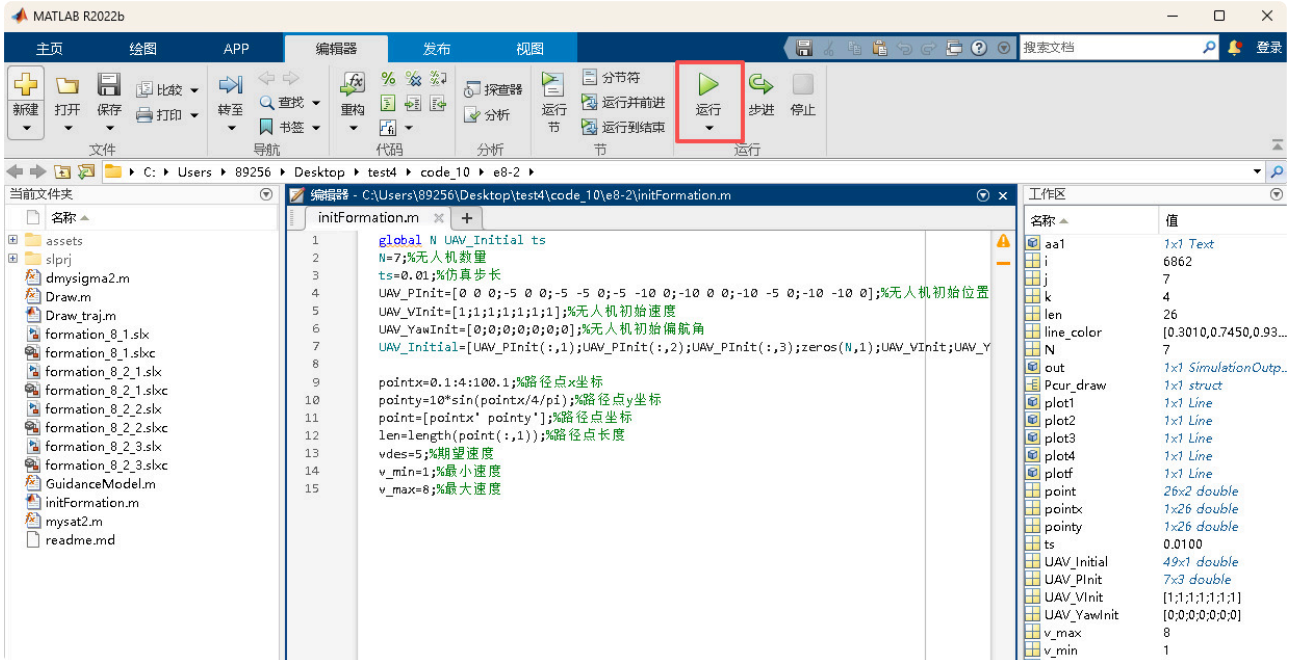 MATLAB R2022b
主页 绘图 APP 编辑器 发布 视图 搜索文档 登录
新建 打开 保存 比较 打印 转至 查找 书签 重构 探查器 分析 运行节 分节符 运行并前进 运行到结束 运行 步进 停止
文件 导航 代码 分析 节 运行
C: Users 89256 Desktop test4 code_10 e8-2
当前文件夹
名称
assets
slprj
dmysigma2.m
Draw.m
Draw_traj.m
formation_8_1.slx
formation_8_1.slxc
formation_8_2_1.slx
formation_8_2_1.slxc
formation_8_2_2.slx
formation_8_2_2.slxc
formation_8_2_3.slx
formation_8_2_3.slxc
GuidanceModel.m
initFormation.m
mysat2.m
readme.md
编辑器 - C:\Users\89256\Desktop\test4\code_10\e8-2\initFormation.m
initFormation.m
1 global N UAV_Initial ts
2 N=7;%无人机数量
3 ts=0.01;%仿真步长
4 UAV_PInit=[0 0 0;-5 0 0;-5 -5 0;-5 -10 0;-10 0 0;-10 -5 0;-10 -10 0];%无人机初始位置
5 UAV_VInit=[1;1;1;1;1;1;1];%无人机初始速度
6 UAV_YawInit=[0;0;0;0;0;0;0];%无人机初始偏航角
7 UAV_Initial=[UAV_PInit(:,1);UAV_PInit(:,2);UAV_PInit(:,3);zeros(N,1);UAV_VInit;UAV_Y
8
9 pointx=0.1:4:100.1;%路径点x坐标
10 pointy=10*sin(pointx/4/pi);%路径点y坐标
11 point=[pointx' pointy'];%路径点坐标
12 len=length(point(:,1));%路径点长度
13 vdes=5;%期望速度
14 v_min=1;%最小速度
15 v_max=8;%最大速度
工作区
名称 值
aa1 1x1 Text
i 6862
j 7
k 4
len 26
line_color [0.3010,0.7450,0.93...
N 7
out 1x1 SimulationOutp..
Pcur_draw 1x1 struct
plot1 1x1 Line
plot2 1x1 Line
plot3 1x1 Line
plot4 1x1 Line
plotf 1x1 Line
point 26x2 double
pointx 1x26 double
pointy 1x26 double
ts 0.0100
UAV_Initial 49x1 double
UAV_PInit 7x3 double
UAV_VInit [1;1;1;1;1;1;1]
UAV_YawInit [0;0;0;0;0;0;0]
v_max 8
v_min 1